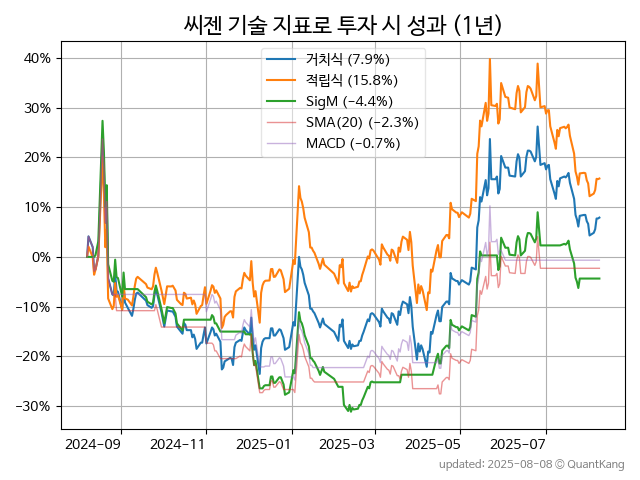 씨젠 기술 지표로 투자 시 성과 (1년)
거치식 (7.9%)
적립식 (15.8%)
SigM (−4.4%)
SMA(20) (−2.3%)
MACD (−0.7%)
40%
30%
20%
10%
0%
−10%
−20%
−30%
2024-09
2024-11
2025-01
2025-03
2025-05
2025-07
updated: 2025-08-08 ⓒ QuantKang